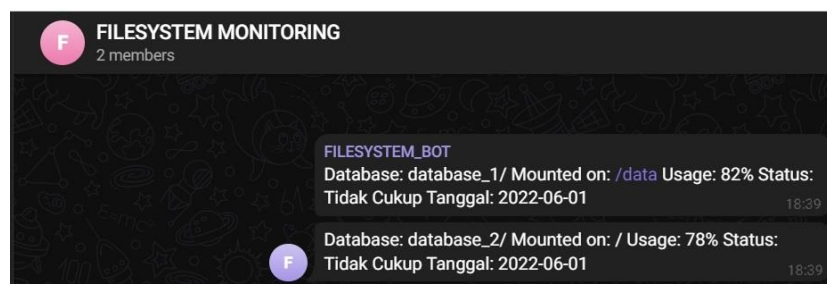 F
FILESYSTEM MONITORING
2 members
FILESYSTEM_BOT
Database: database_1/ Mounted on: /data Usage: 82% Status:
Tidak Cukup Tanggal: 2022-06-01
18:39
Database: database_2/ Mounted on: / Usage: 78% Status:
Tidak Cukup Tanggal: 2022-06-01
18:39
F